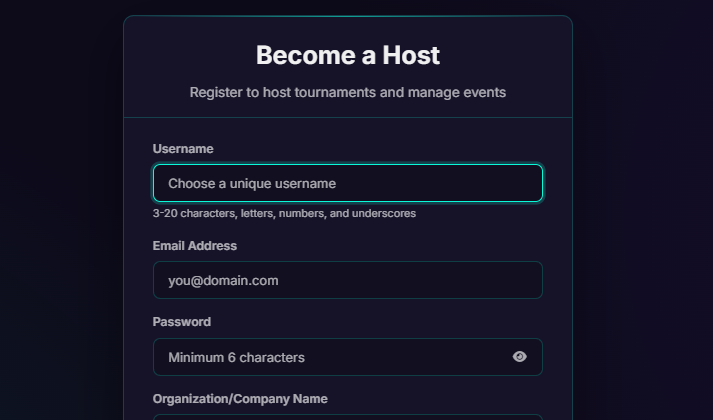 Become a Host
Register to host tournaments and manage events
Username
Choose a unique username
3-20 characters, letters, numbers, and underscores
Email Address
you@domain.com
Password
Minimum 6 characters
Organization/Company Name